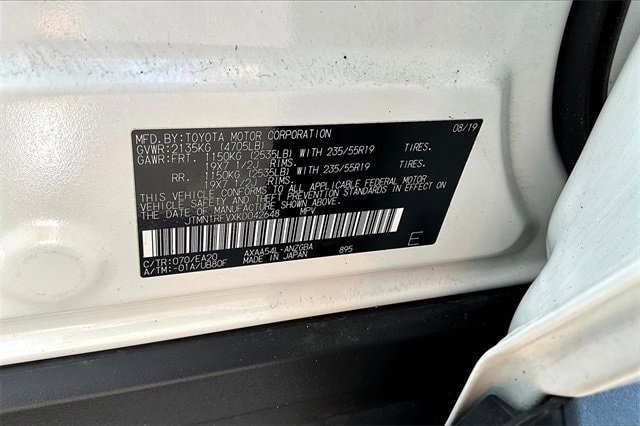 MFD.BY:TOYOTA MOTOR CORPORATION 08/19
GVWR:2135KG (4705LB)
GAWR:FRT. 1150KG (2535LB) WITH 235/55R19 TIRES.
19X7 1/2 J RIMS.
RR. 1150KG (2535LB) WITH 235/55R19 TIRES.
19X7 1/2 J RIMS.
THIS VEHICLE CONFORMS TO ALL APPLICABLE FEDERAL MOTOR
VEHICLE SAFETY AND THEFT PREVENTION STANDARDS IN EFFECT ON
THE DATE OF MANUFACTURE SHOWN ABOVE.
JTMN1RFVXKD042648 MPV
C/TR:070/EA20 AXAA54L-ANZGBA 895
A/TM:-01A/UB80F MADE IN JAPAN E